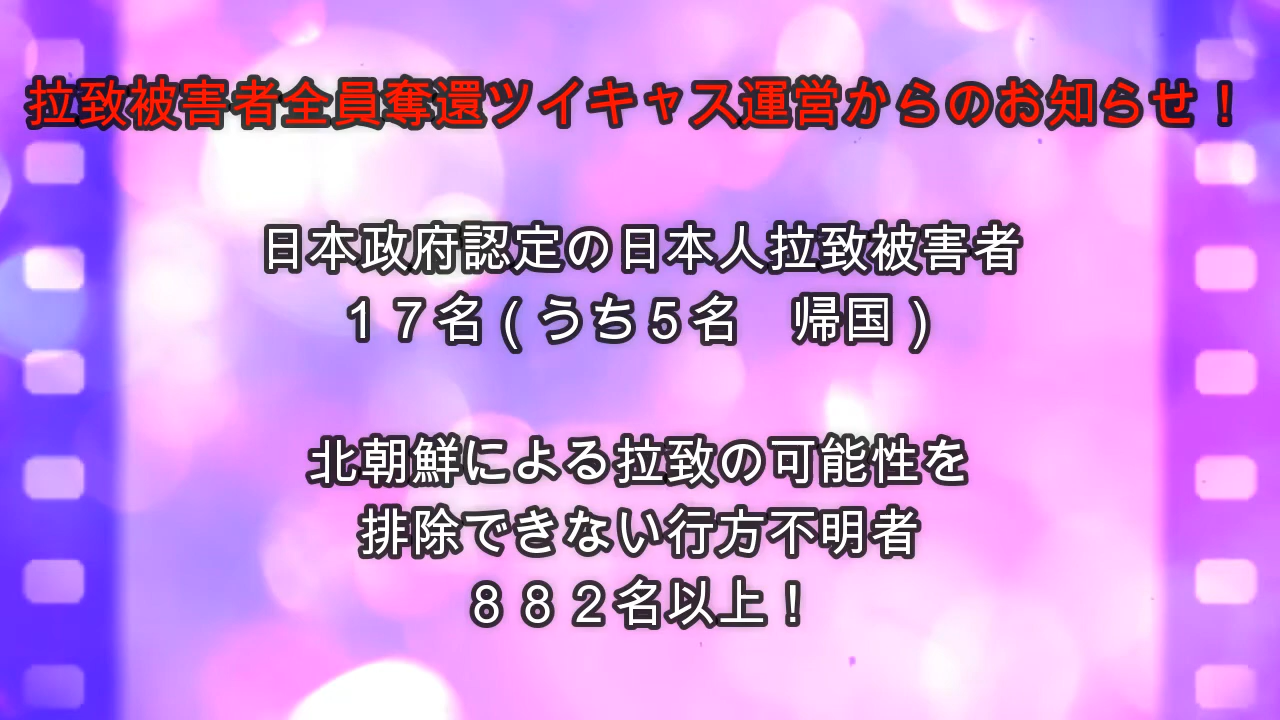 拉致被害者全員奪還ツイキャス運営からのお知らせ！
日本政府認定の日本人拉致被害者
１７名（うち５名　帰国）
北朝鮮による拉致の可能性を
排除できない行方不明者
８８２名以上！